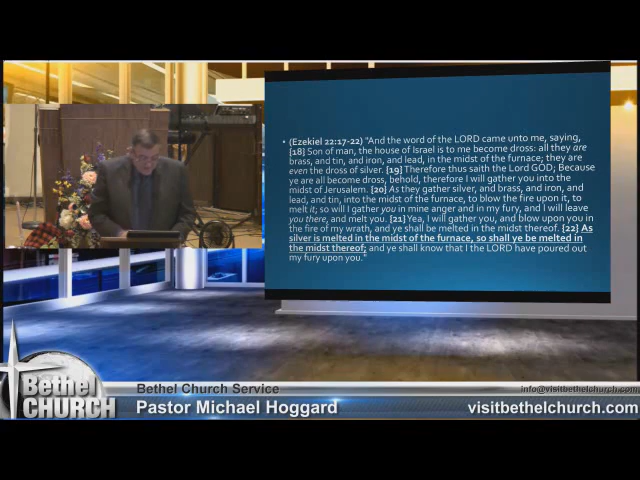 • (Ezekiel 22:17-22) "And the word of the LORD came unto me, saying,
{18} Son of man, the house of Israel is to me become dross: all they are
brass, and tin, and iron, and lead, in the midst of the furnace; they are
even the dross of silver. {19} Therefore thus saith the Lord GOD; Because
ye are all become dross, behold, therefore I will gather you into the
midst of Jerusalem. {20} As they gather silver, and brass, and iron, and
lead, and tin, into the midst of the furnace, to blow the fire upon it, to
melt it; so will I gather you in mine anger and in my fury, and I will leave
you there, and melt you. {21} Yea, I will gather you, and blow upon you in
the fire of my wrath, and ye shall be melted in the midst thereof. {22} As
silver is melted in the midst of the furnace, so shall ye be melted in
the midst thereof; and ye shall know that I the LORD have poured out
my fury upon you."
Bethel
CHURCH
Bethel Church Service
info@visitbethelchurch.com
Pastor Michael Hoggard
visitbethelchurch.com